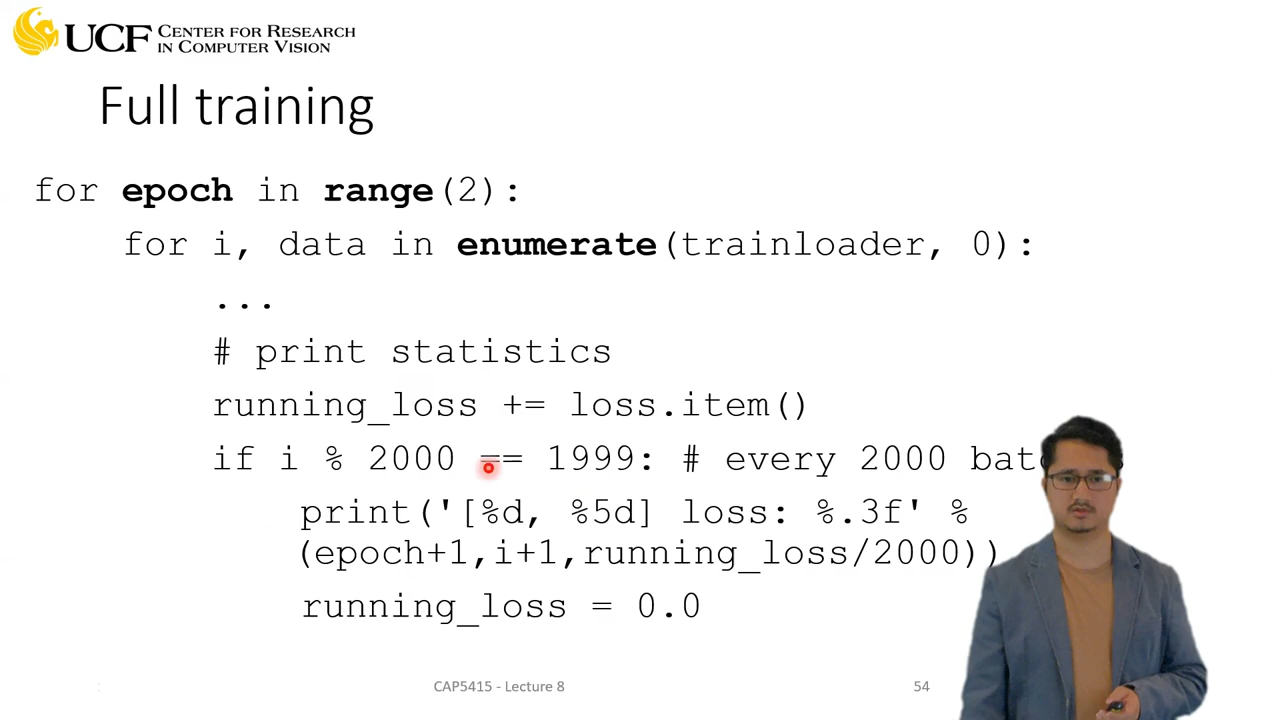 UCF CENTER FOR RESEARCH
IN COMPUTER VISION
Full training
for epoch in range(2):
for i, data in enumerate(trainloader, 0):
...
# print statistics
running_loss += loss.item()
if i % 2000 == 1999: # every 2000
print('[%d, %5d] loss: %.3f' %
(epoch+1,i+1,running_loss/2000))
running_loss = 0.0
CAP5415 - Lecture 8
54